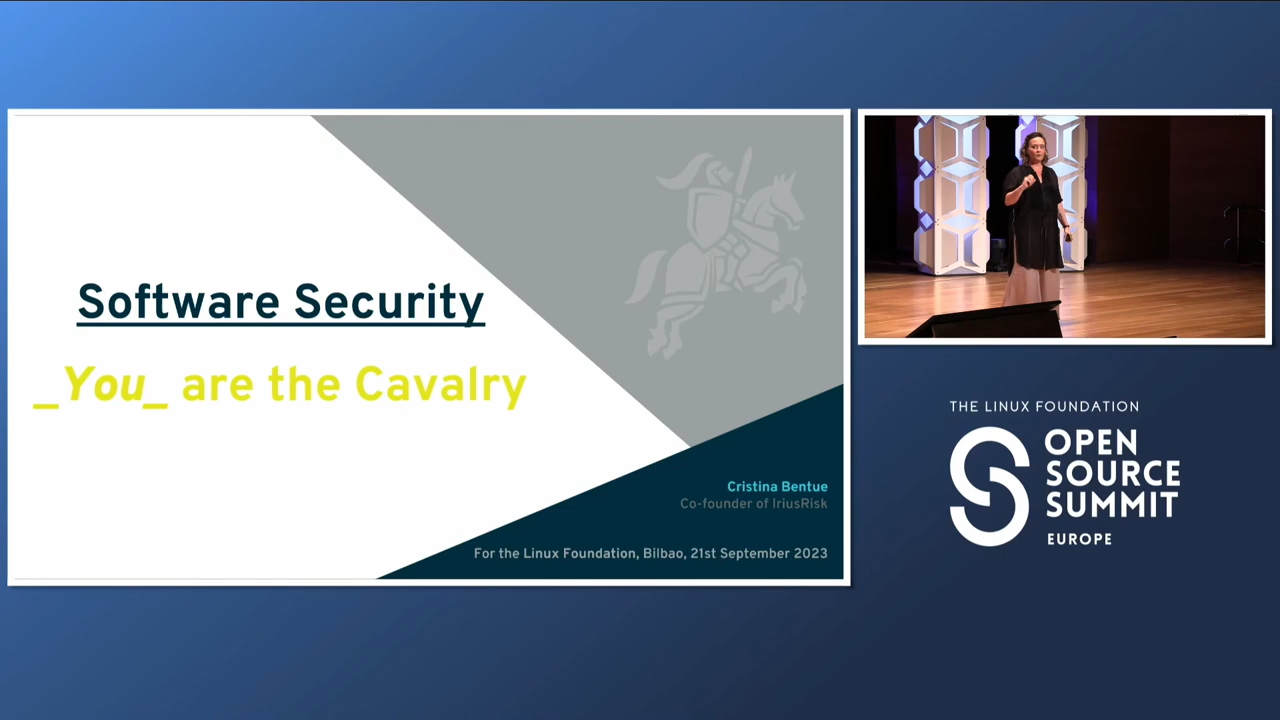 Software Security
_You_ are the Cavalry
Cristina Bentue
Co-founder of IriusRisk
For the Linux Foundation, Bilbao, 21st September 2023
THE LINUX FOUNDATION
OPEN
SOURCE
SUMMIT
EUROPE